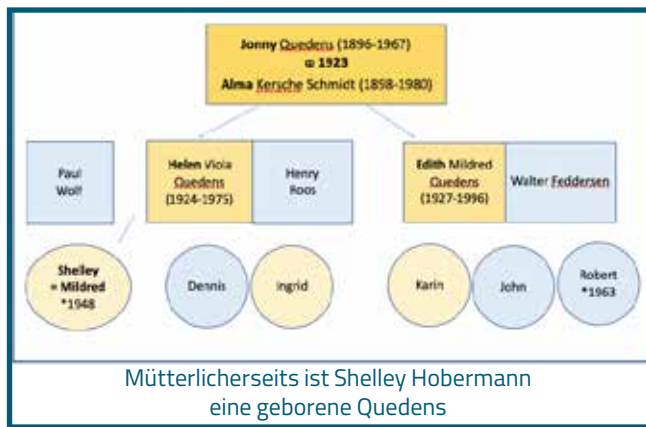 Jonny Quedens (1896-1967)
⚭ 1923
Alma Kersche Schmidt (1898-1980)
Paul
Wolf
Helen Viola
Quedens
(1924-1975)
Henry
Roos
Edith Mildred
Quedens
(1927-1996)
Walter Feddersen
Shelley
= Mildred
*1948
Dennis
Ingrid
Karin
John
Robert
*1963
Mütterlicherseits ist Shelley Hobermann
eine geborene Quedens